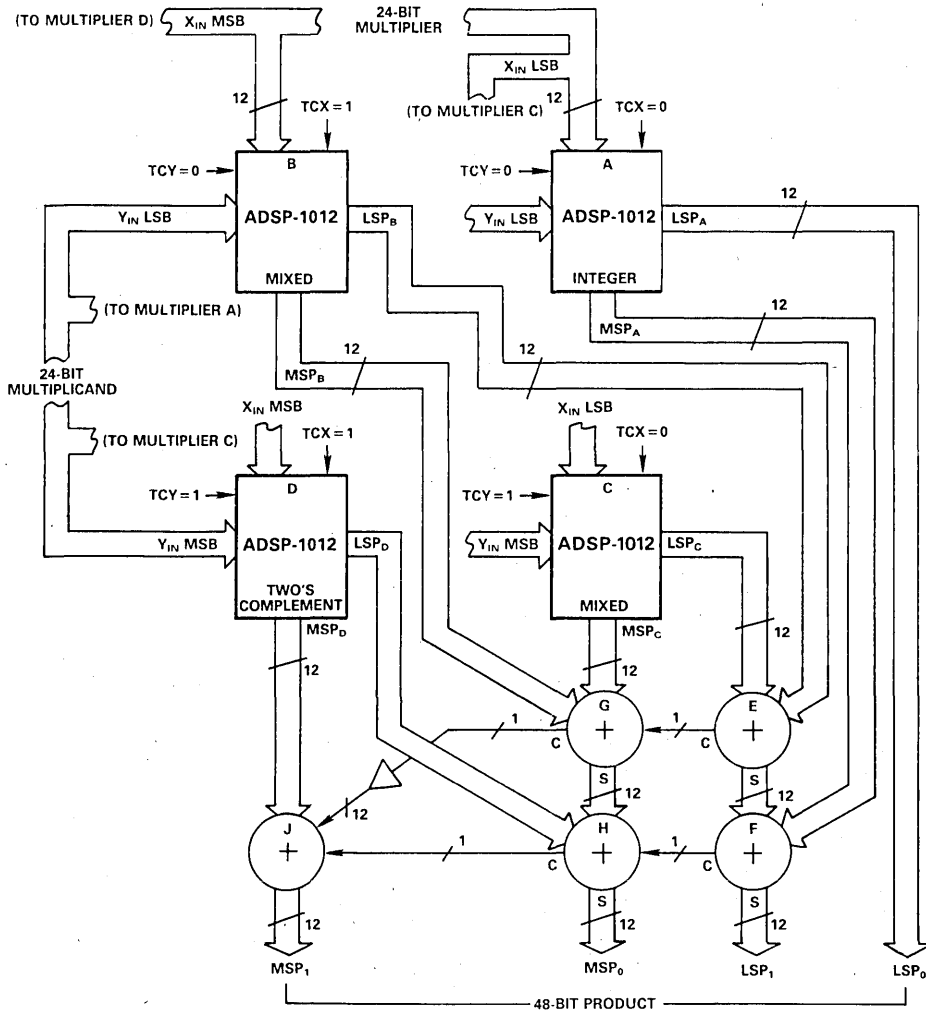 (TO MULTIPLIER D)
X_IN MSB
24-BIT
MULTIPLIER
X_IN LSB
12
TCX = 1
(TO MULTIPLIER C)
12
TCX = 0
TCY = 0
B
ADSP-1012
MIXED
TCY = 0
A
ADSP-1012
INTEGER
Y_IN LSB
LSP_B
Y_IN LSB
LSP_A
12
(TO MULTIPLIER A)
MSP_B
12
12
MSP_A
12
24-BIT
MULTIPLICAND
(TO MULTIPLIER C)
X_IN MSB
TCX = 1
X_IN LSB
TCX = 0
TCY = 1
D
ADSP-1012
TWO'S
COMPLEMENT
TCY = 1
C
ADSP-1012
MIXED
Y_IN MSB
LSP_D
Y_IN MSB
LSP_C
MSP_D
12
MSP_C
12
12
G
+
E
+
1
C
1
C
S
12
S
12
12
J
+
H
+
F
+
1
C
1
C
12
S
12
S
12
MSP_1
MSP_0
LSP_1
LSP_0
48-BIT PRODUCT